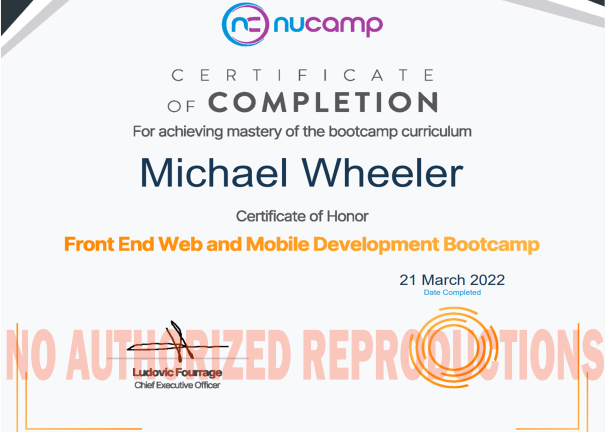 nucamp
CERTIFICATE
OF COMPLETION
For achieving mastery of the bootcamp curriculum
Michael Wheeler
Certificate of Honor
Front End Web and Mobile Development Bootcamp
21 March 2022
Date Completed
NO AUTHORIZED REPRODUCTIONS
Ludovic Fourrage
Chief Executive Officer